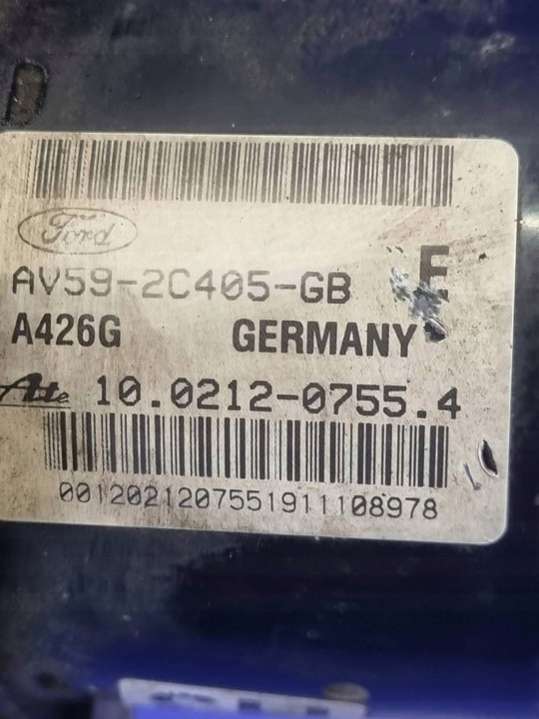 Ford
E
AV59-2C405-GB
A426G GERMANY
Ate 10.0212-0755.4
0012021207551911108978